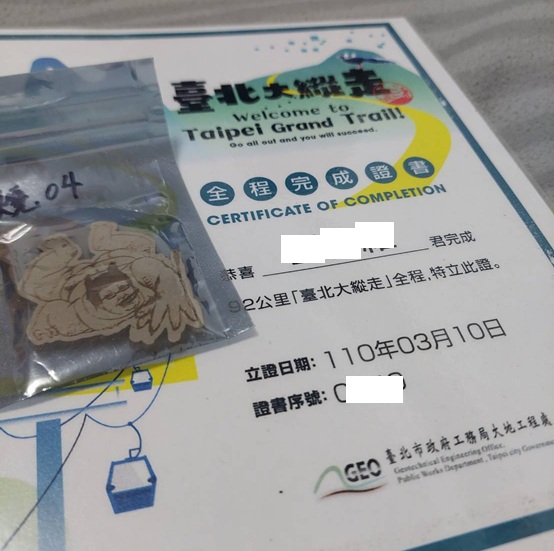 臺北大縱走
Welcome to
Taipei Grand Trail!
Go all out and you will succeed.
全程完成證書
CERTIFICATE OF COMPLETION
恭喜 君完成
92公里「臺北大縱走」全程,特立此證。
立證日期: 110年03月10日
證書序號:
04
GEO 臺北市政府工務局大地工程處
Geotechnical Engineering Office,
Public Works Department, Taipei City Government